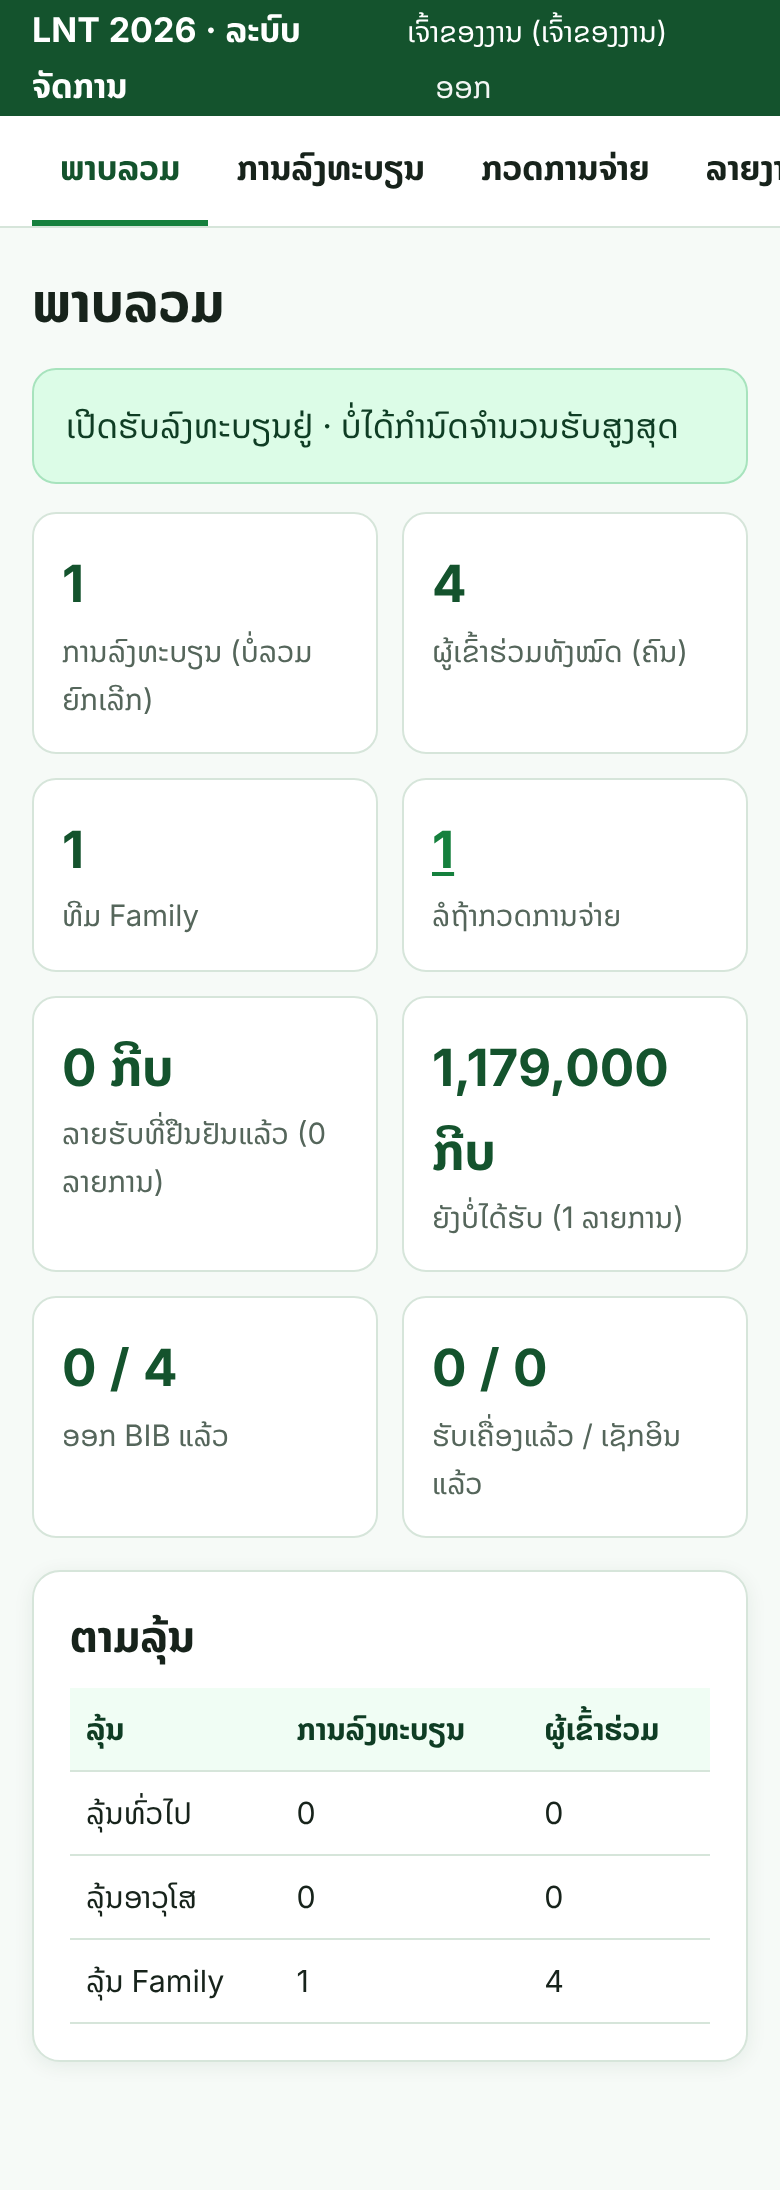 LNT 2026 · ລະບົບ
ຈັດການ
ເຈົ້າຂອງງານ (ເຈົ້າຂອງງານ)
ອອກ
ພາບລວມ
ການລົງທະບຽນ
ກວດການຈ່າຍ
ພາບລວມ
ເປີດຮັບລົງທະບຽນຢູ່ · ບໍ່ໄດ້ກຳນົດຈຳນວນຮັບສູງສຸດ
1
ການລົງທະບຽນ (ບໍ່ລວມ
ຍົກເລີກ)
4
ຜູ້ເຂົ້າຮ່ວມທັງໝົດ (ຄົນ)
1
ທີມ Family
1
ລໍຖ້າກວດການຈ່າຍ
0 ກີບ
ລາຍຮັບທີ່ຢືນຢັນແລ້ວ (0
ລາຍການ)
1,179,000
ກີບ
ຍັງບໍ່ໄດ້ຮັບ (1 ລາຍການ)
0 / 4
ອອກ BIB ແລ້ວ
0 / 0
ຮັບເຄື່ອງແລ້ວ / ເຊັກອິນ
ແລ້ວ
ຕາມລຸ້ນ
ລຸ້ນ ການລົງທະບຽນ ຜູ້ເຂົ້າຮ່ວມ
ລຸ້ນທົ່ວໄປ 0 0
ລຸ້ນອາວຸໂສ 0 0
ລຸ້ນ Family 1 4